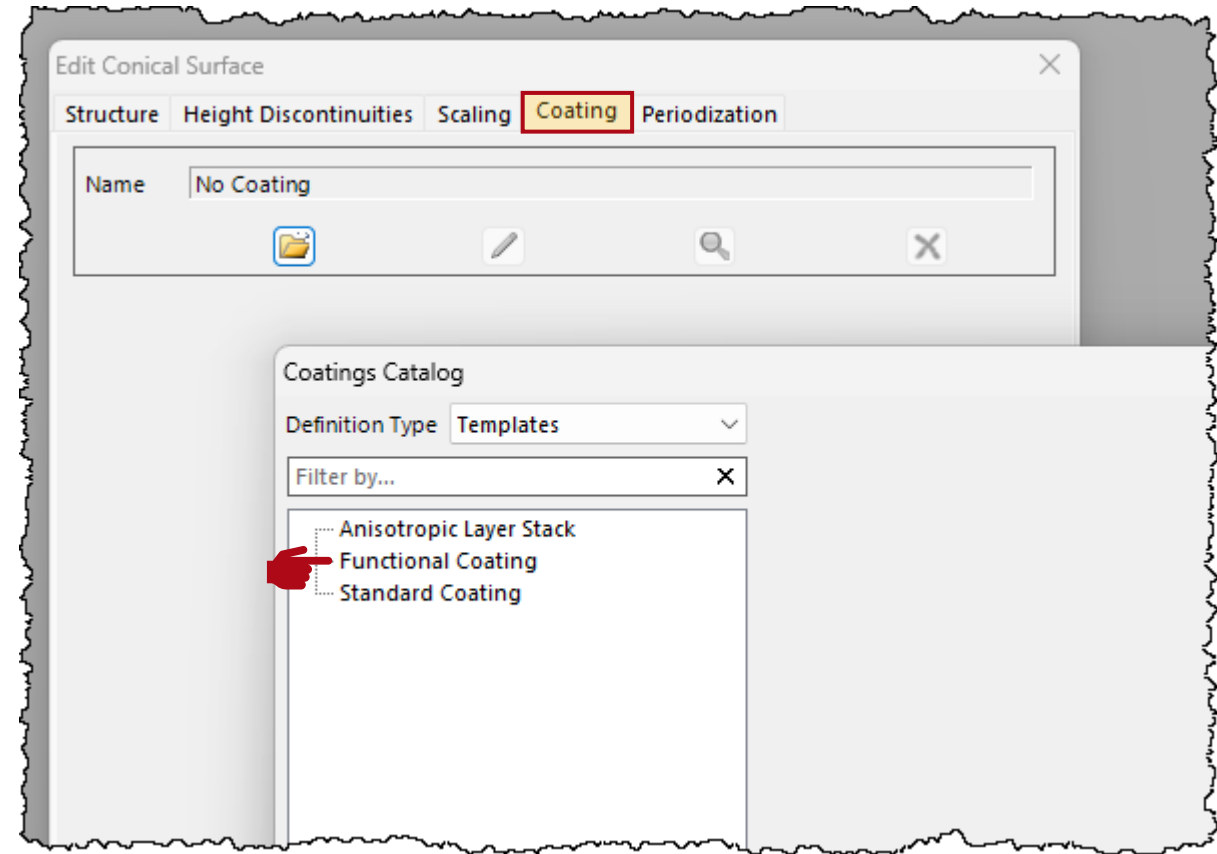 Edit Conical Surface
Structure Height Discontinuities Scaling Coating Periodization
Name No Coating
Coatings Catalog
Definition Type Templates
Filter by...
Anisotropic Layer Stack
Functional Coating
Standard Coating